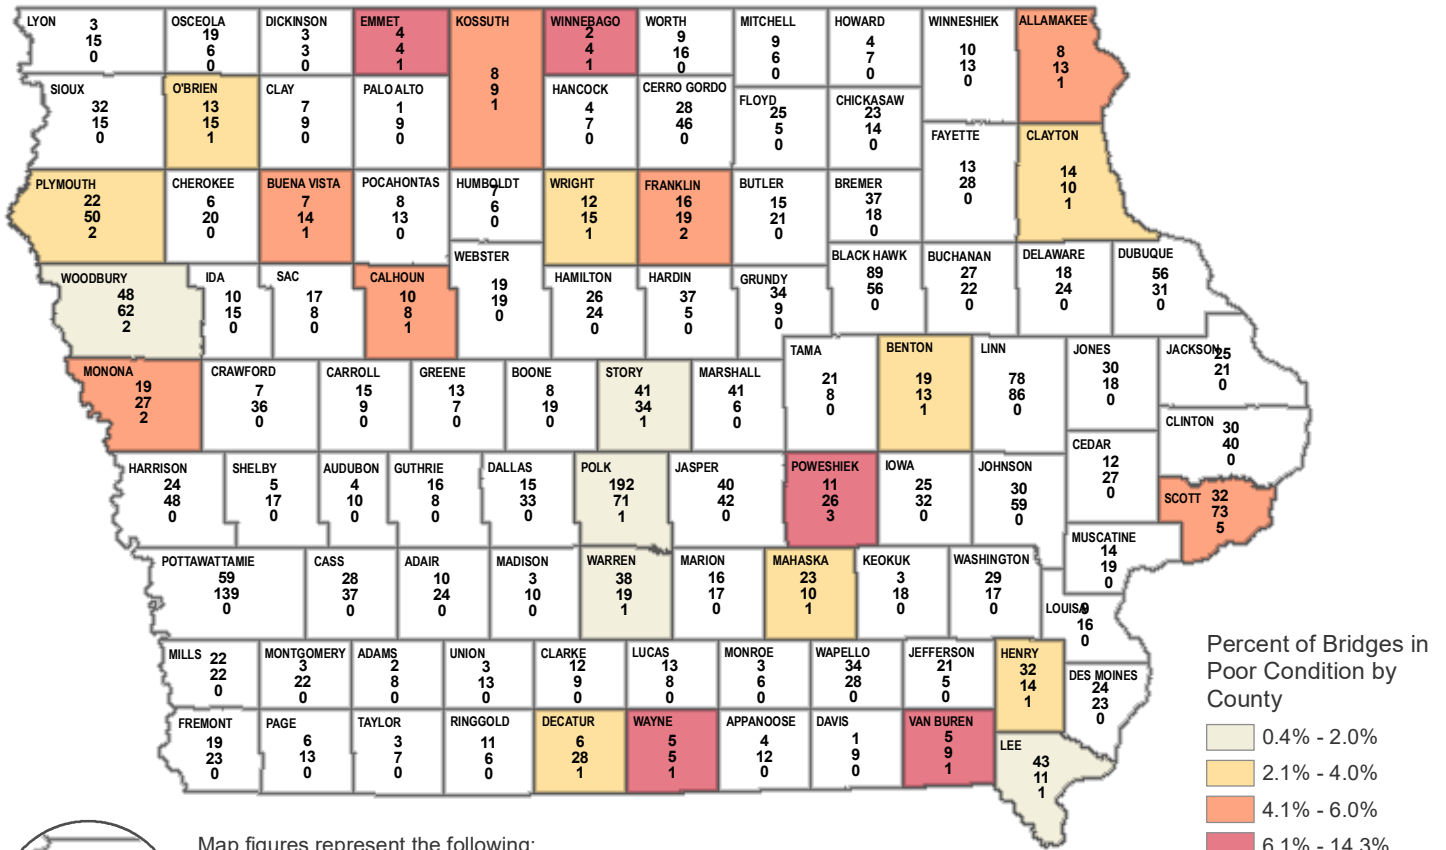 LYON
3
15
0
OSCEOLA
19
6
0
DICKINSON
3
3
0
EMMET
4
4
1
KOSSUTH
8
9
1
WINNEBAGO
2
4
1
WORTH
9
16
0
MITCHELL
9
6
0
HOWARD
4
7
0
WINNESHIEK
10
13
0
ALLAMAKEE
8
13
1
SIOUX
32
15
0
O'BRIEN
13
15
1
CLAY
7
9
0
PALO ALTO
1
9
0
HANCOCK
4
7
0
CERRO GORDO
28
46
0
FLOYD
25
5
0
CHICKASAW
23
14
0
FAYETTE
13
28
0
CLAYTON
14
10
1
PLYMOUTH
22
50
2
CHEROKEE
6
20
0
BUENA VISTA
7
14
1
POCAHONTAS
8
13
0
HUMBOLDT
7
6
0
WRIGHT
12
15
1
FRANKLIN
16
19
2
BUTLER
15
21
0
BREMER
37
18
0
WOODBURY
48
62
2
IDA
10
15
0
SAC
17
8
0
CALHOUN
10
8
1
WEBSTER
19
19
0
HAMILTON
26
24
0
HARDIN
37
5
0
GRUNDY
34
9
0
BLACK HAWK
89
56
0
BUCHANAN
27
22
0
DELAWARE
18
24
0
DUBUQUE
56
31
0
MONONA
19
27
2
CRAWFORD
7
36
0
CARROLL
15
9
0
GREENE
13
7
0
BOONE
8
19
0
STORY
41
34
1
MARSHALL
41
6
0
TAMA
21
8
0
BENTON
19
13
1
LINN
78
86
0
JONES
30
18
0
JACKSON
25
21
0
CLINTON
30
40
0
CEDAR
12
27
0
HARRISON
24
48
0
SHELBY
5
17
0
AUDUBON
4
10
0
GUTHRIE
16
8
0
DALLAS
15
33
0
POLK
192
71
1
JASPER
40
42
0
POWESHIEK
11
26
3
IOWA
25
32
0
JOHNSON
30
59
0
SCOTT
32
73
5
MUSCATINE
14
19
0
POTTAWATTAMIE
59
139
0
CASS
28
37
0
ADAIR
10
24
0
MADISON
3
10
0
WARREN
38
19
1
MARION
16
17
0
MAHASKA
23
10
1
KEOKUK
3
18
0
WASHINGTON
29
17
0
LOUISA
9
16
0
MILLS
22
22
0
MONTGOMERY
3
22
0
ADAMS
2
8
0
UNION
3
13
0
CLARKE
12
9
0
LUCAS
13
8
0
MONROE
3
6
0
WAPELLO
34
28
0
JEFFERSON
21
5
0
HENRY
32
14
1
DES MOINES
24
23
0
FREMONT
19
23
0
PAGE
6
13
0
TAYLOR
3
7
0
RINGGOLD
11
6
0
DECATUR
6
28
1
WAYNE
5
5
1
APPANOOSE
4
12
0
DAVIS
1
9
0
VAN BUREN
5
9
1
LEE
43
11
1
Percent of Bridges in
Poor Condition by
County
0.4% - 2.0%
2.1% - 4.0%
4.1% - 6.0%
6.1% - 14.3%
Map figures represent the following: